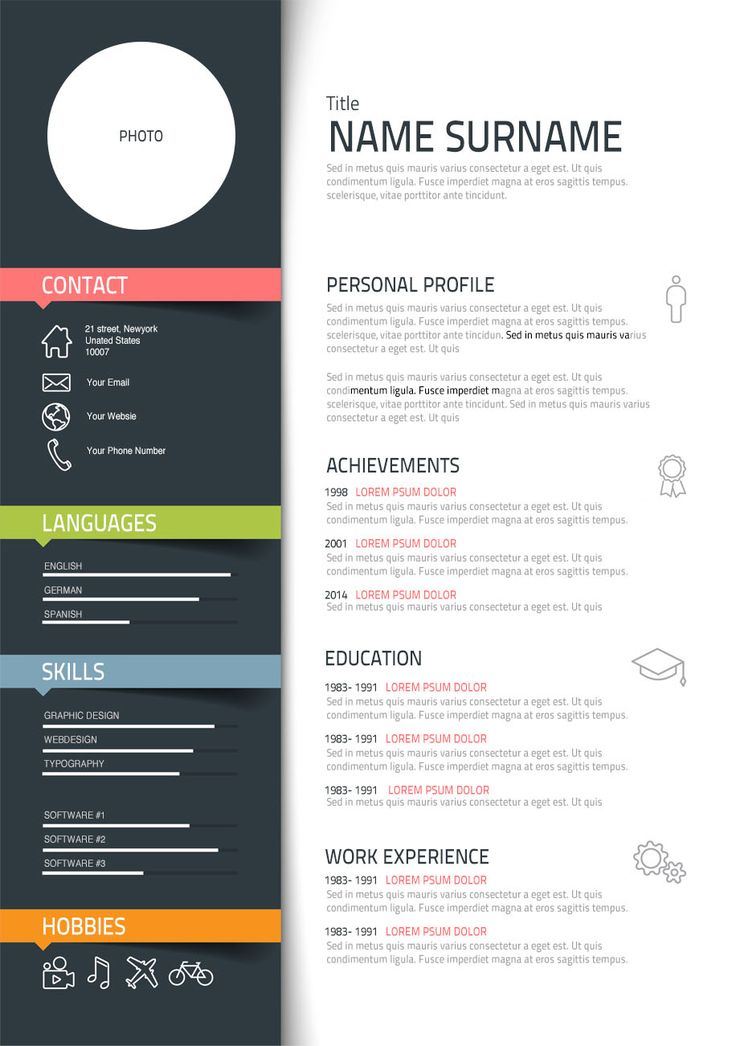 PHOTO
CONTACT
21 street, Newyork
Unated States
10007
Your Email
Your Websie
Your Phone Number
LANGUAGES
ENGLISH
GERMAN
SPANISH
SKILLS
GRAPHIC DESIGN
WEBDESIGN
TYPOGRAPHY
SOFTWARE #1
SOFTWARE #2
SOFTWARE #3
HOBBIES
Title
NAME SURNAME
Sed in metus quis mauris varius consectetur a eget est. Ut quis
condimentum ligula. Fusce imperdiet magna at eros sagittis tempus.
scelerisque, vitae porttitor ante tincidunt.
PERSONAL PROFILE
Sed in metus quis mauris varius consectetur a eget est. Ut quis
condimentum ligula. Fusce imperdiet magna at eros sagittis tempus.
scelerisque, vitae porttitor ante tincidun. Sed in metus quis mauris varius
consectetur a eget est. Ut quis
Sed in metus quis mauris varius consectetur a eget est. Ut quis
condimentum ligula. Fusce imperdiet magna at eros sagittis tempus.
scelerisque, vitae porttitor ante tincidunt. Sed in metus quis mauris varius
consectetur a eget est. Ut quis
ACHIEVEMENTS
1998 LOREM PSUM DOLOR
Sed in metus quis mauris varius consectetur a eget est. Ut quis
condimentum ligula. Fusce imperdiet magna at eros sagittis tempus.
2001 LOREM PSUM DOLOR
Sed in metus quis mauris varius consectetur a eget est. Ut quis
condimentum ligula. Fusce imperdiet magna at eros sagittis tempus.
2014 LOREM PSUM DOLOR
Sed in metus quis mauris varius consectetur a eget est. Ut quis
EDUCATION
1983- 1991 LOREM PSUM DOLOR
Sed in metus quis mauris varius consectetur a eget est. Ut quis
condimentum ligula. Fusce imperdiet magna at eros sagittis tempus.
1983- 1991 LOREM PSUM DOLOR
Sed in metus quis mauris varius consectetur a eget est. Ut quis
condimentum ligula. Fusce imperdiet magna at eros sagittis tempus.
1983- 1991 LOREM PSUM DOLOR
Sed in metus quis mauris varius consectetur a eget est. Ut quis
WORK EXPERIENCE
1983- 1991 LOREM PSUM DOLOR
Sed in metus quis mauris varius consectetur a eget est. Ut quis
condimentum ligula. Fusce imperdiet magna at eros sagittis tempus.
1983- 1991 LOREM PSUM DOLOR
Sed in metus quis mauris varius consectetur a eget est. Ut quis
condimentum ligula. Fusce imperdiet magna at eros sagittis tempus.